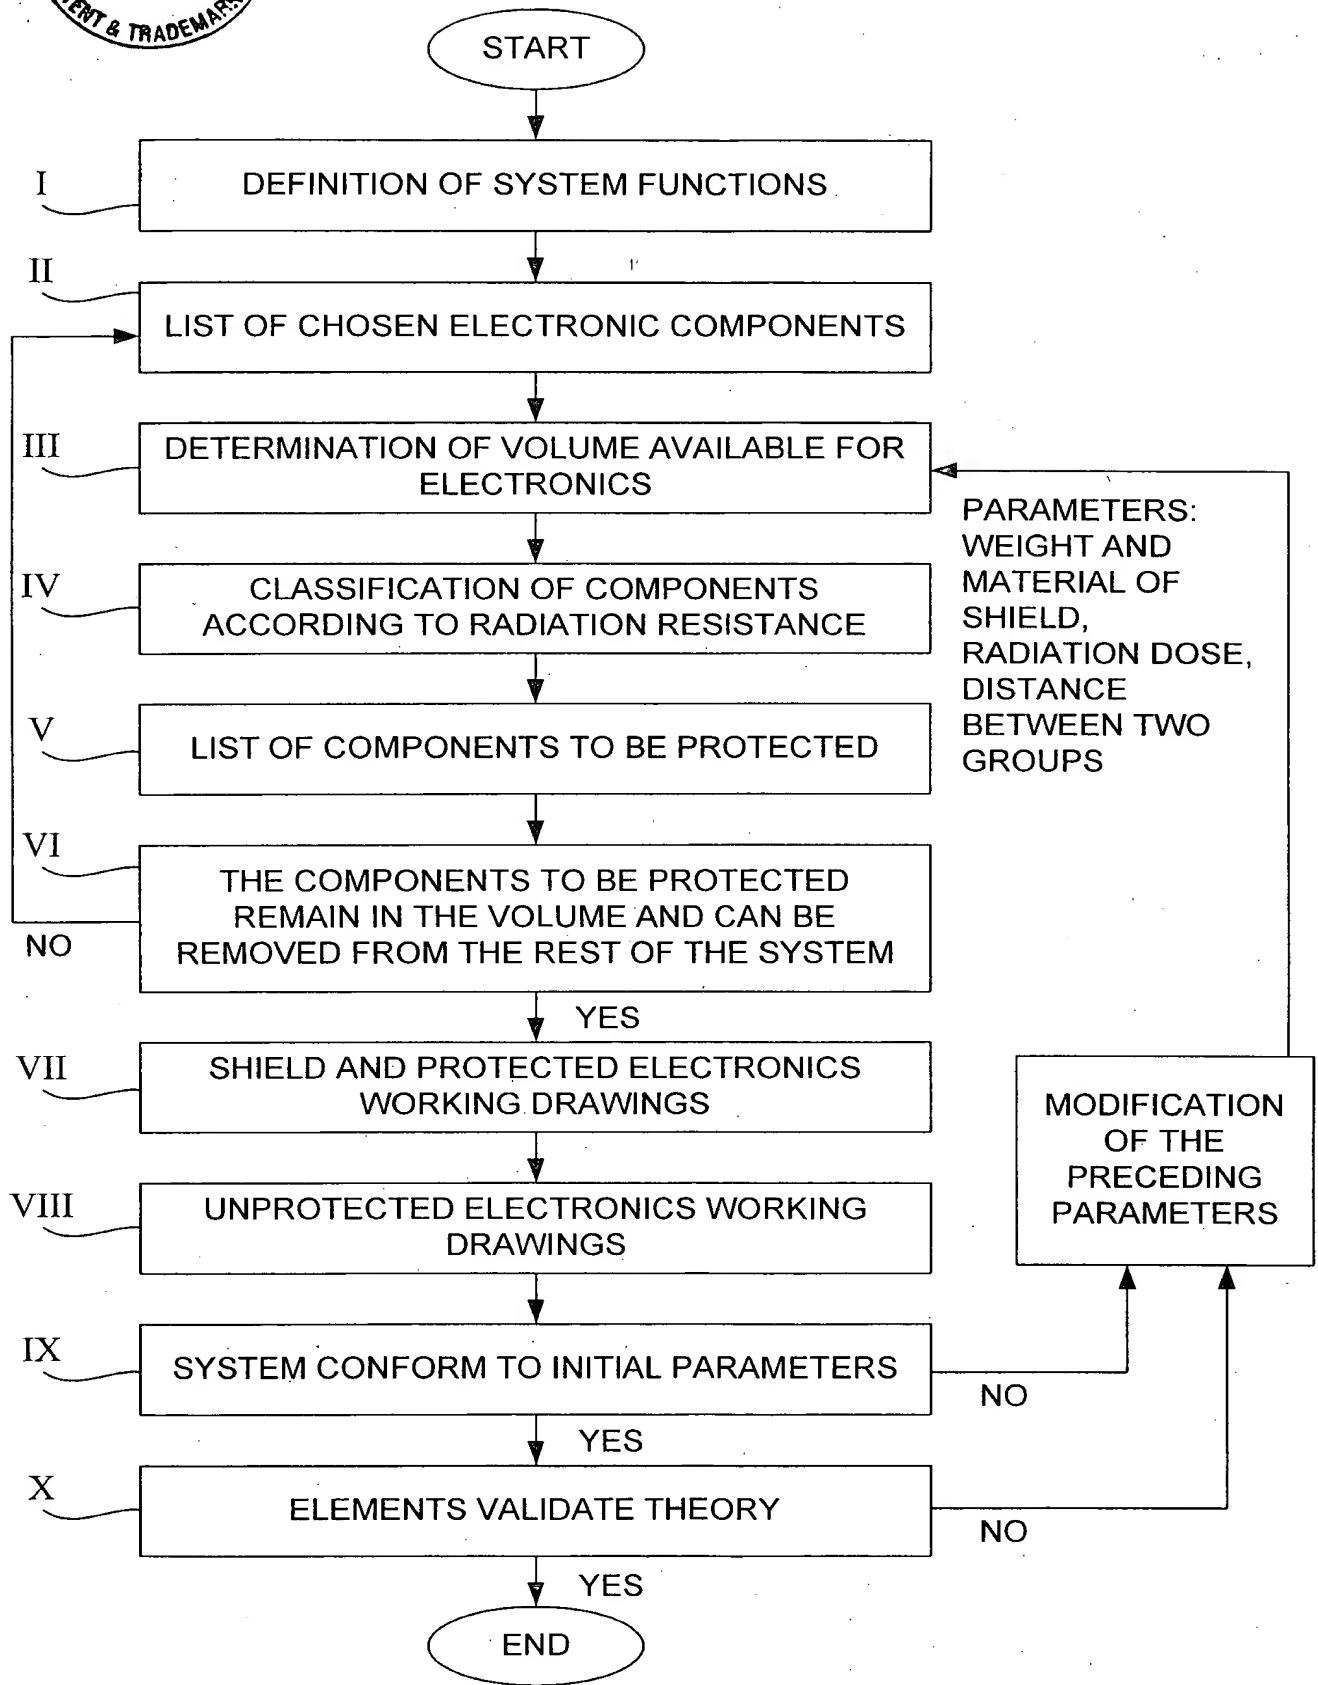 & TRADEMARK
START
I
DEFINITION OF SYSTEM FUNCTIONS
II
LIST OF CHOSEN ELECTRONIC COMPONENTS
III
DETERMINATION OF VOLUME AVAILABLE FOR
ELECTRONICS
PARAMETERS:
WEIGHT AND
MATERIAL OF
SHIELD,
RADIATION DOSE,
DISTANCE
BETWEEN TWO
GROUPS
IV
CLASSIFICATION OF COMPONENTS
ACCORDING TO RADIATION RESISTANCE
V
LIST OF COMPONENTS TO BE PROTECTED
VI
THE COMPONENTS TO BE PROTECTED
REMAIN IN THE VOLUME AND CAN BE
REMOVED FROM THE REST OF THE SYSTEM
NO
YES
VII
SHIELD AND PROTECTED ELECTRONICS
WORKING DRAWINGS
MODIFICATION
OF THE
PRECEDING
PARAMETERS
VIII
UNPROTECTED ELECTRONICS WORKING
DRAWINGS
IX
SYSTEM CONFORM TO INITIAL PARAMETERS
NO
YES
X
ELEMENTS VALIDATE THEORY
NO
YES
END